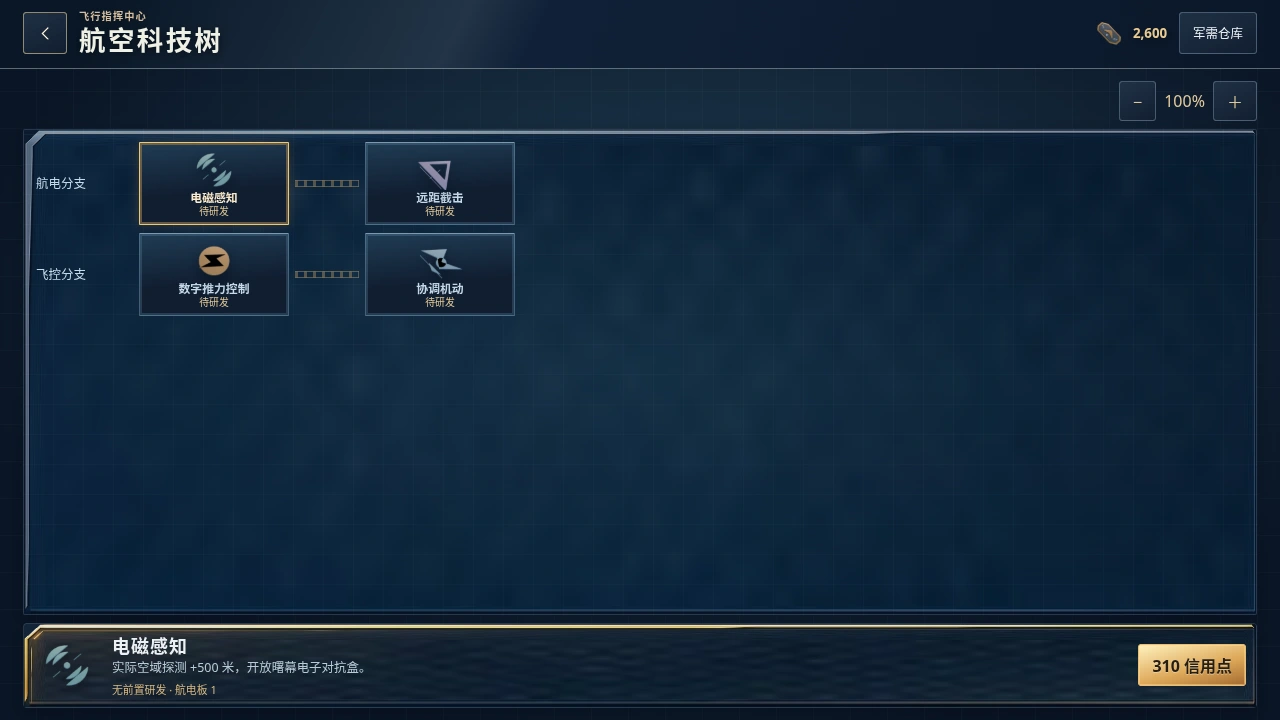 飞行指挥中心
航空科技树
2,600
军需仓库
－ 100% ＋
航电分支
电磁感知
待研发
远距截击
待研发
飞控分支
数字推力控制
待研发
协调机动
待研发
电磁感知
实际空域探测 +500 米，开放曙幕电子对抗盒。
无前置研发 · 航电板 1
310 信用点